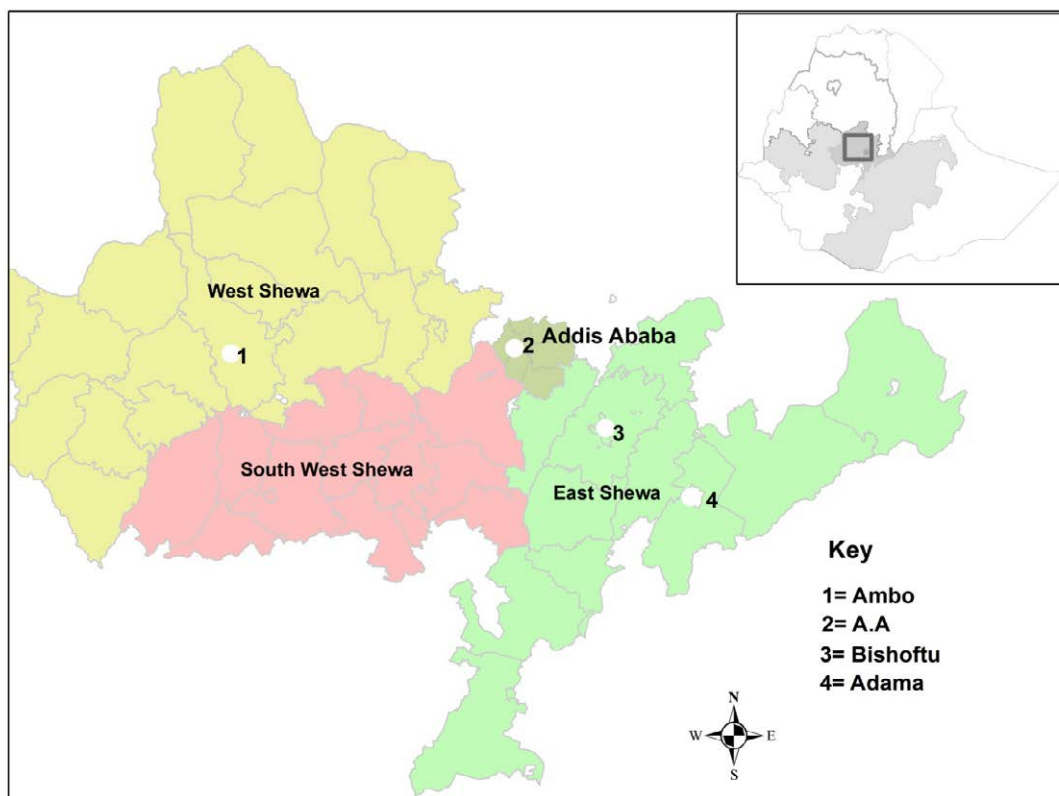 West Shewa
1
2
Addis Ababa
3
South West Shewa
East Shewa
4
Key
1= Ambo
2= A.A
3= Bishoftu
4= Adama
N
W
E
S